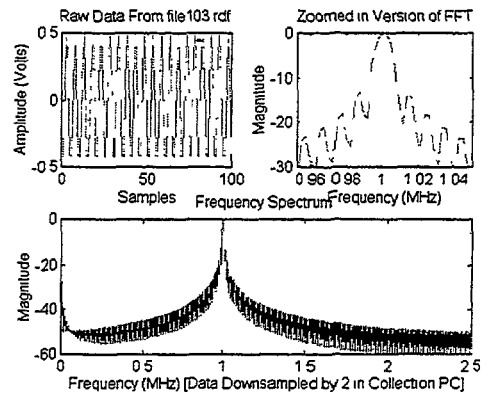 Raw Data From file103 rdf
Amplitude (Volts)
0 5
0
-0 5
0
50
100
Samples
Zoomed in Version of FFT
Magnitude
0
-10
-20
-30
0 96 0 98 1 1 02 1 04
Frequency (MHz)
Frequency Spectrum
Magnitude
0
-20
-40
-60
0
0 5
1
1 5
2
2 5
Frequency (MHz) [Data Downsampled by 2 in Collection PC]